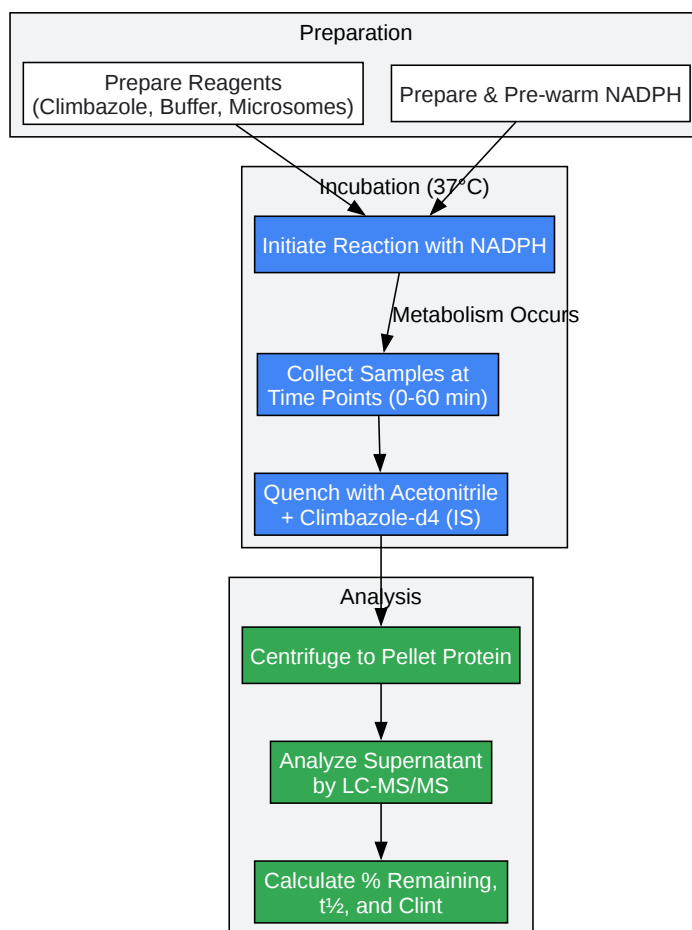 Preparation
Prepare Reagents
(Climbazole, Buffer, Microsomes)
Prepare & Pre-warm NADPH
Incubation (37°C)
Initiate Reaction with NADPH
Metabolism Occurs
Collect Samples at
Time Points (0-60 min)
Quench with Acetonitrile
+ Climbazole-d4 (IS)
Analysis
Centrifuge to Pellet Protein
Analyze Supernatant
by LC-MS/MS
Calculate % Remaining,
t½, and Clint